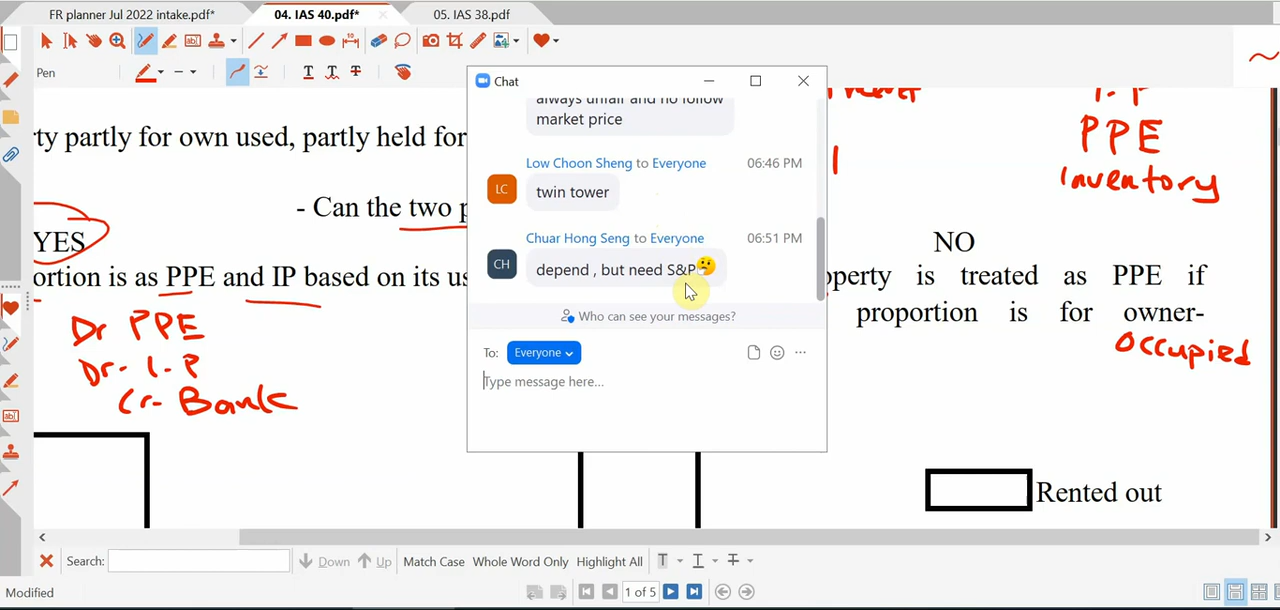 FR planner Jul 2022 intake.pdf*
04. IAS 40.pdf*
05. IAS 38.pdf
Pen
Chat
always unfair and no follow
market price
Low Choon Sheng to Everyone 06:46 PM
LC
twin tower
Chuar Hong Seng to Everyone 06:51 PM
CH
depend , but need S&P🤔
Who can see your messages?
To: Everyone
Type message here...
rty partly for own used, partly held for
- Can the two p
YES
ortion is as PPE and IP based on its us
Dr PPE
Dr- I-P
Cr- Bank
I-P
PPE
Inventory
NO
operty is treated as PPE if
proportion is for owner-
Occupied
Rented out
Search:
Down
Up
Match Case
Whole Word Only
Highlight All
Modified
1 of 5